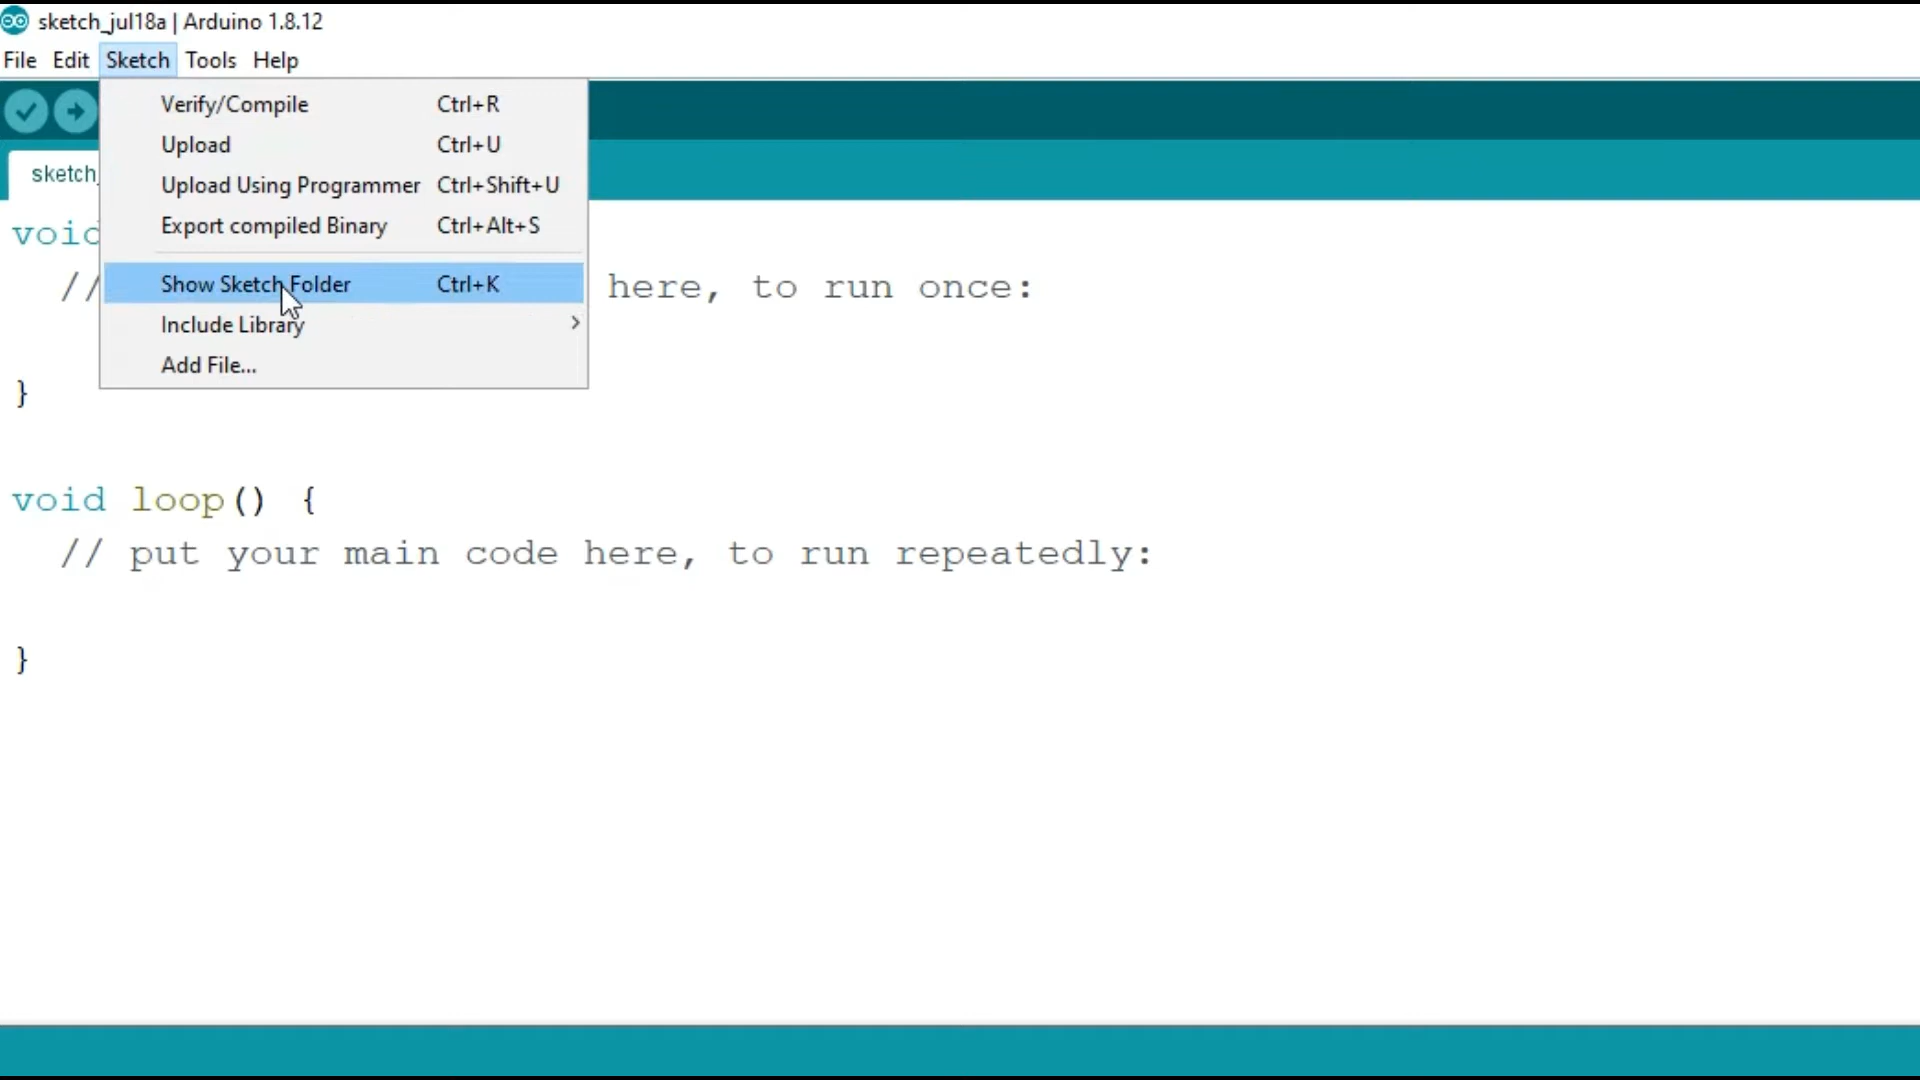 sketch_jul18a | Arduino 1.8.12
File Edit Sketch Tools Help
Verify/Compile Ctrl+R
Upload Ctrl+U
Upload Using Programmer Ctrl+Shift+U
Export compiled Binary Ctrl+Alt+S
Show Sketch Folder Ctrl+K
Include Library
Add File...
sketch_
void
// here, to run once:
}
void loop() {
// put your main code here, to run repeatedly:
}